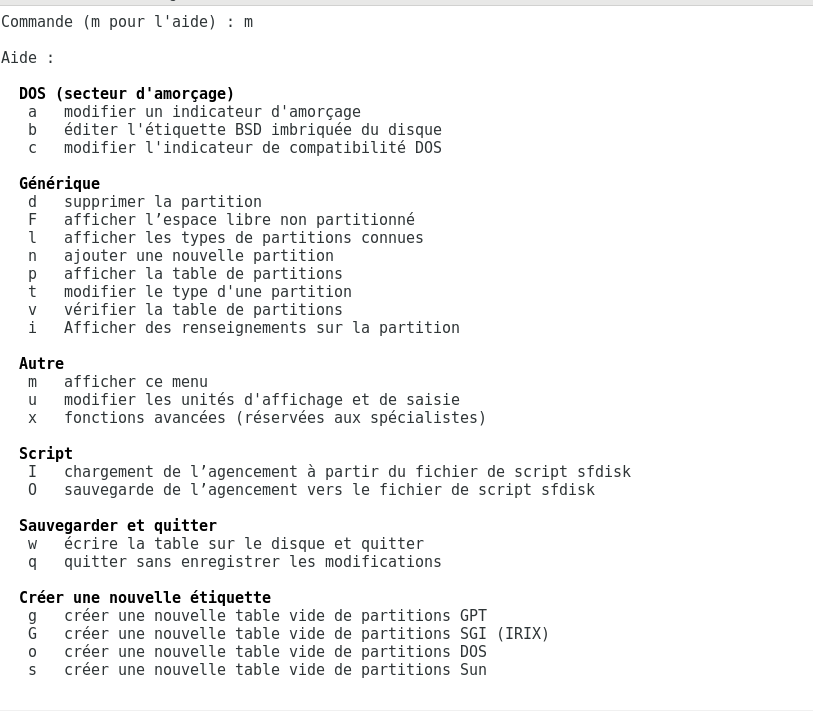 Commande (m pour l'aide) : m
Aide :
DOS (secteur d'amorçage)
a modifier un indicateur d'amorçage
b éditer l'étiquette BSD imbriquée du disque
c modifier l'indicateur de compatibilité DOS
Générique
d supprimer la partition
F afficher l’espace libre non partitionné
l afficher les types de partitions connues
n ajouter une nouvelle partition
p afficher la table de partitions
t modifier le type d'une partition
v vérifier la table de partitions
i Afficher des renseignements sur la partition
Autre
m afficher ce menu
u modifier les unités d'affichage et de saisie
x fonctions avancées (réservées aux spécialistes)
Script
I chargement de l’agencement à partir du fichier de script sfdisk
O sauvegarde de l’agencement vers le fichier de script sfdisk
Sauvegarder et quitter
w écrire la table sur le disque et quitter
q quitter sans enregistrer les modifications
Créer une nouvelle étiquette
g créer une nouvelle table vide de partitions GPT
G créer une nouvelle table vide de partitions SGI (IRIX)
o créer une nouvelle table vide de partitions DOS
s créer une nouvelle table vide de partitions Sun